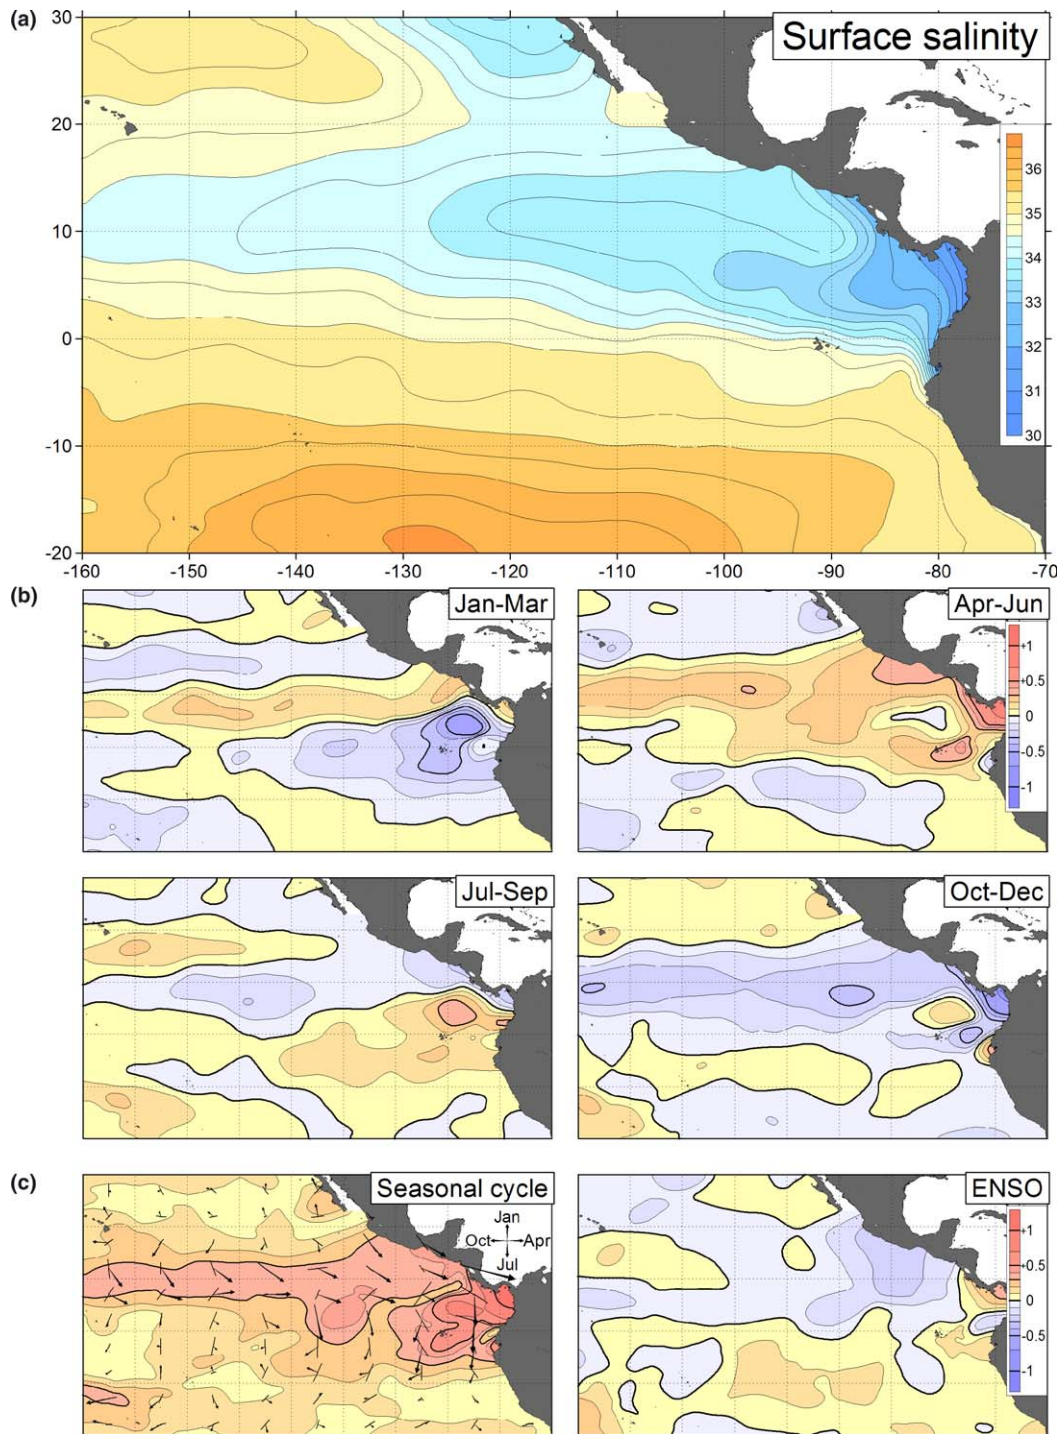 (a)
Surface salinity
30
20
10
0
-10
-20
36
35
34
33
32
31
30
-160
-150
-140
-130
-120
-110
-100
-90
-80
-70
(b)
Jan-Mar
Apr-Jun
+1
+0.5
0
-0.5
-1
Jul-Sep
Oct-Dec
(c)
Seasonal cycle
Jan
Oct
Apr
Jul
ENSO
+1
+0.5
0
-0.5
-1